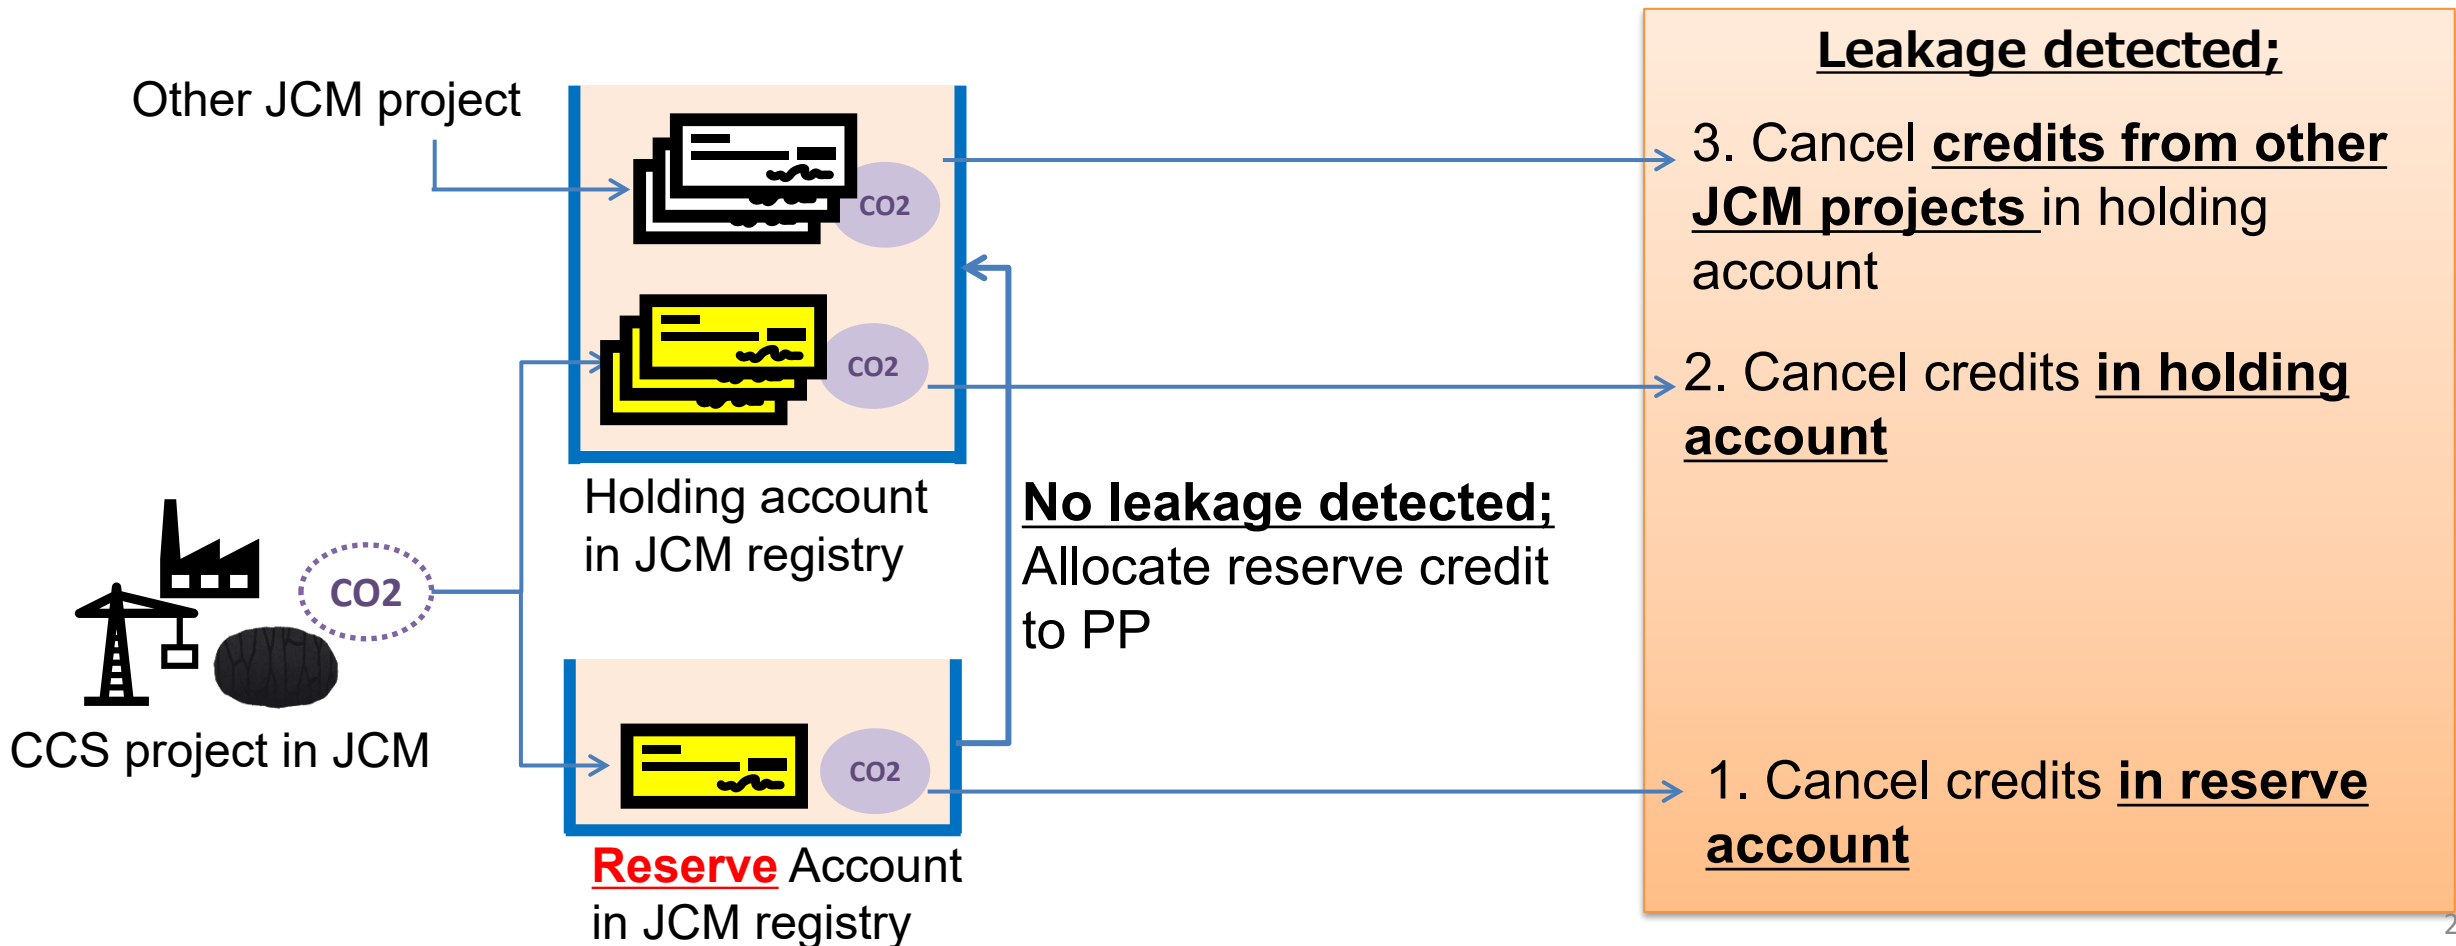 Other JCM project
CO2
CO2
Holding account
in JCM registry
CO2
CCS project in JCM
No leakage detected;
Allocate reserve credit
to PP
CO2
Reserve Account
in JCM registry
Leakage detected;
3. Cancel credits from other
JCM projects in holding
account
2. Cancel credits in holding
account
1. Cancel credits in reserve
account
2